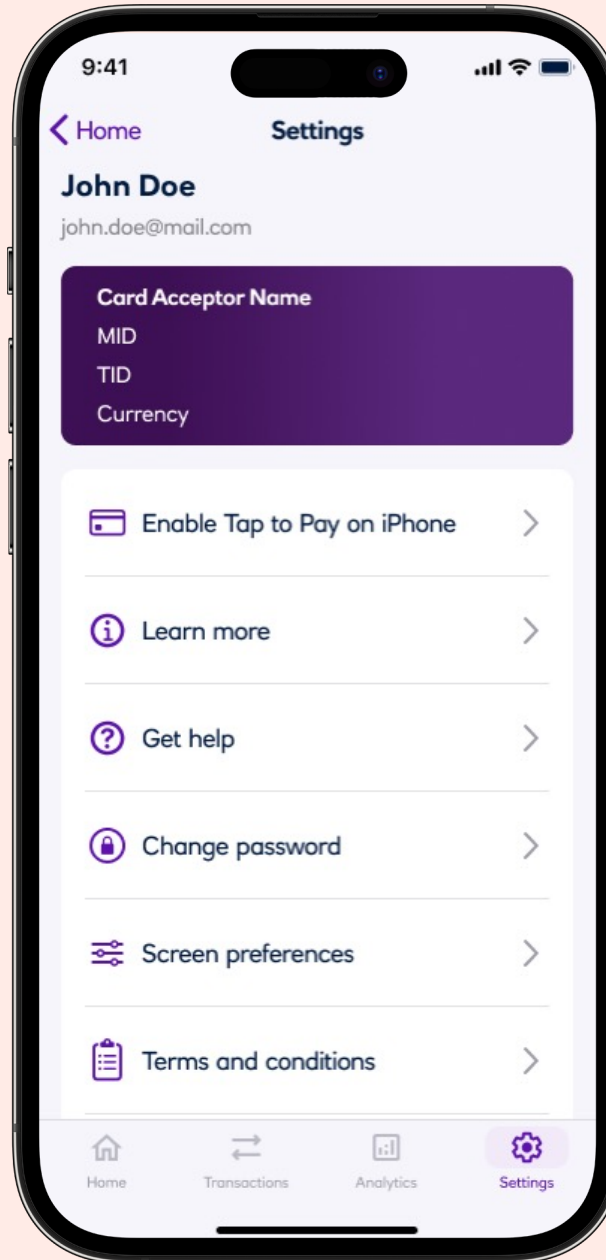 9:41
Home
Settings
John Doe
john.doe@mail.com
Card Acceptor Name
MID
TID
Currency
Enable Tap to Pay on iPhone
Learn more
Get help
Change password
Screen preferences
Terms and conditions
Home
Transactions
Analytics
Settings